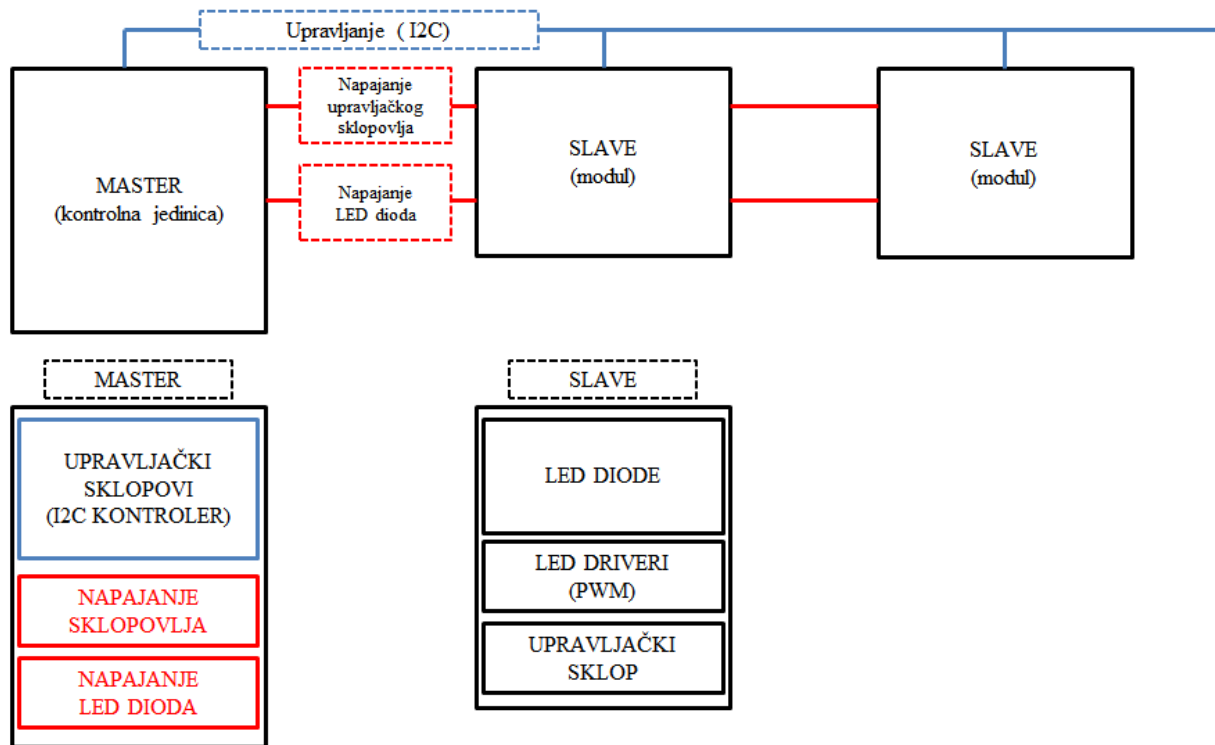 Upravljanje ( I2C)
Napajanje
upravljačkog
sklopovlja
MASTER
(kontrolna jedinica)
Napajanje
LED dioda
SLAVE
(modul)
SLAVE
(modul)
MASTER
UPRAVLJAČKI
SKLOPOVI
(I2C KONTROLER)
NAPAJANJE
SKLOPOVLJA
NAPAJANJE
LED DIODA
SLAVE
LED DIODE
LED DRIVERI
(PWM)
UPRAVLJAČKI
SKLOP